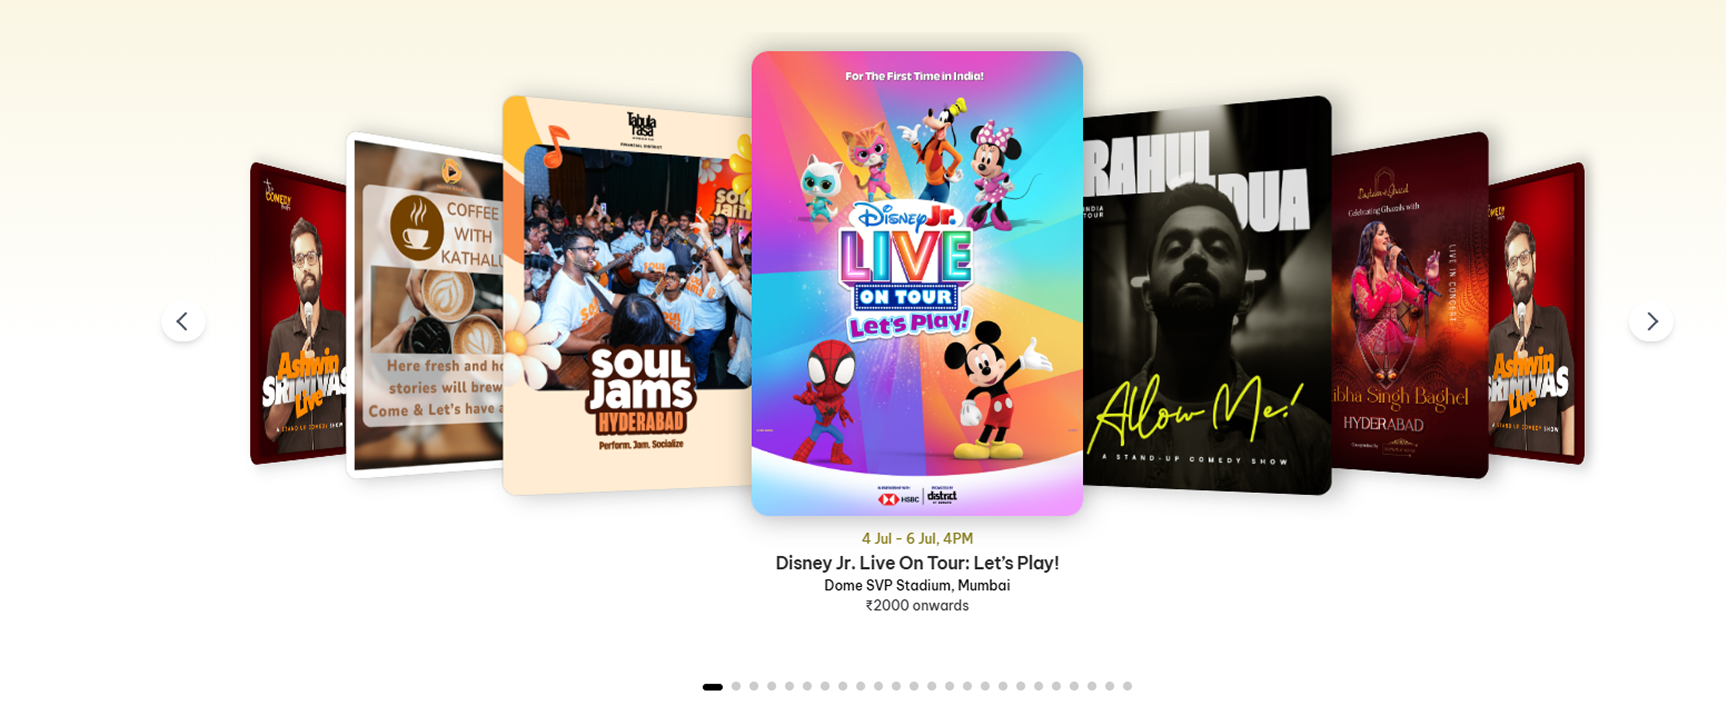 COMEDY
Ashwin
SRINIVAS
Live
A STAND UP COMEDY SHOW
COFFEE
WITH
KATHALU
Here fresh and ho
stories will brew
Come & Let's have a
Tabula
Rasa
FINANCIAL DISTRICT
SOUL
Jams
HYDERABAD
Perform. Jam. Socialize
For The First Time in India!
Disney Jr.
LIVE
ON TOUR
Let's Play!
HSBC
district
RAHUL
DUA
INDIA
TOUR
Allow Me!
A STAND-UP COMEDY SHOW
Celebrating Ghazals with
LIVE IN CONCERT
ibha Singh Baghel
HYDERABAD
COMEDY
Ashwin
SRINIVAS
Live
A STAND UP COMEDY SHOW
4 Jul - 6 Jul, 4PM
Disney Jr. Live On Tour: Let's Play!
Dome SVP Stadium, Mumbai
₹2000 onwards